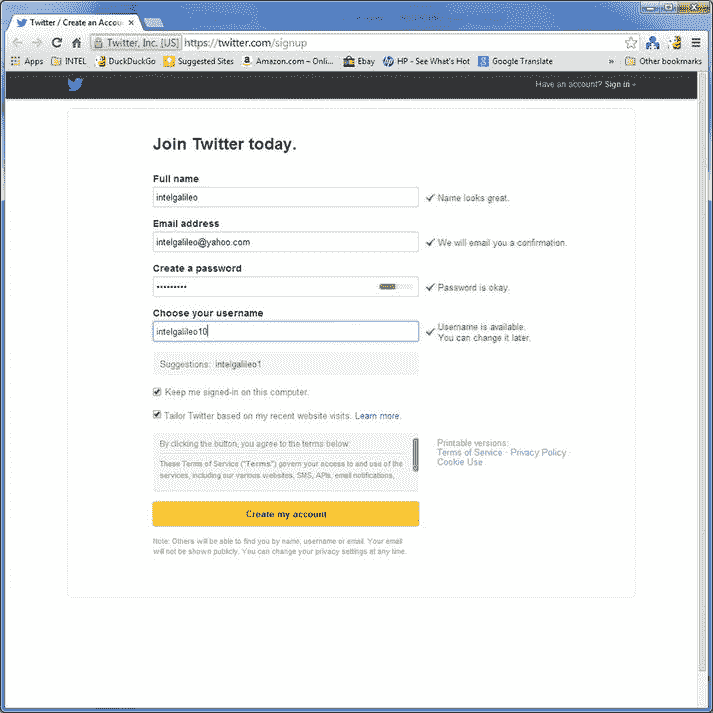 Twitter / Create an Accou
Twitter, Inc. [US] https://twitter.com/signup
Apps INTEL DuckDuckGo Suggested Sites Amazon.com – Onli... Ebay HP - See What's Hot Google Translate » Other bookmarks
Have an account? Sign in
Join Twitter today.
Full name
intelgalileo
Name looks great.
Email address
intelgalileo@yahoo.com
We will email you a confirmation.
Create a password
•••••••••
Password is okay.
Choose your username
intelgalileo10
Username is available.
You can change it later.
Suggestions: intelgalileo1
Keep me signed-in on this computer.
Tailor Twitter based on my recent website visits. Learn more.
By clicking the button, you agree to the terms below:
These Terms of Service ("Terms") govern your access to and use of the
services, including our various websites, SMS, APIs, email notifications,
Printable versions:
Terms of Service · Privacy Policy ·
Cookie Use
Create my account
Note: Others will be able to find you by name, username or email. Your email
will not be shown publicly. You can change your privacy settings at any time.